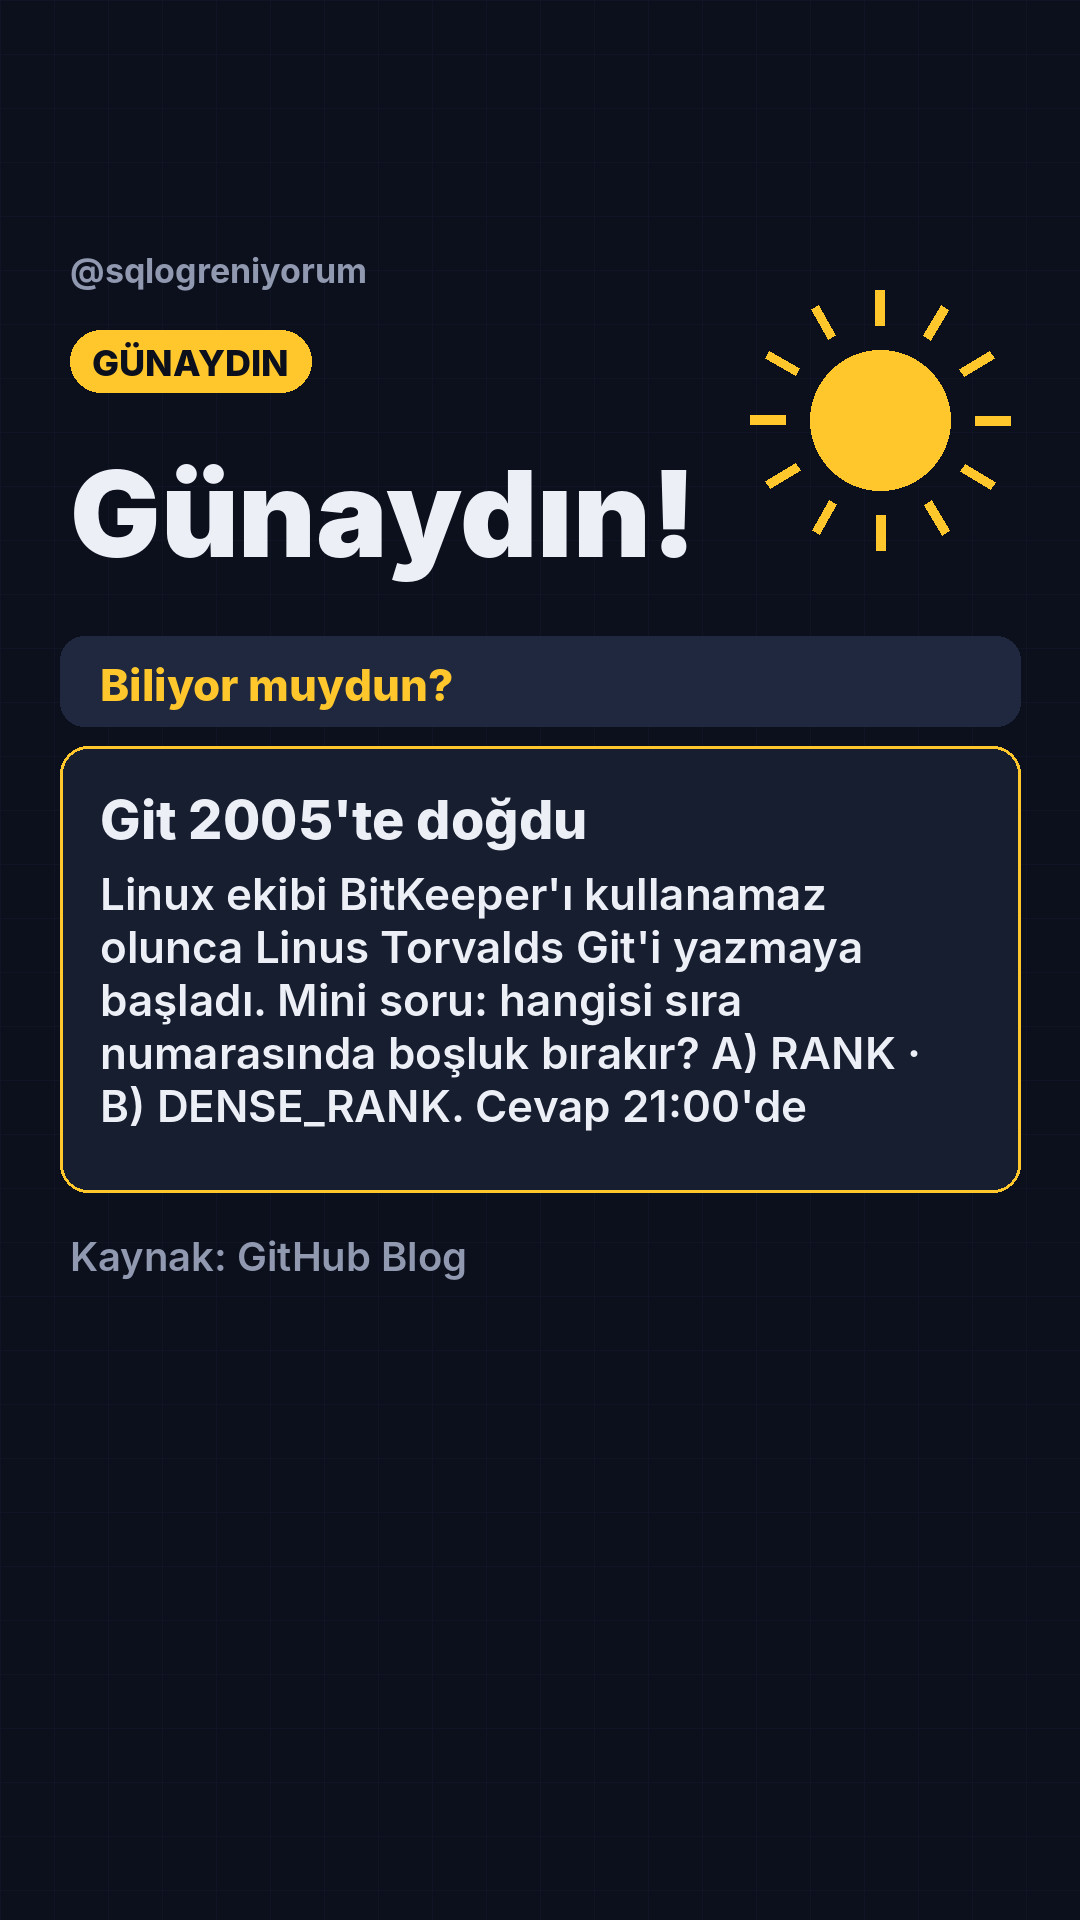 @sqlogreniyorum
GÜNAYDIN
Günaydın!
Biliyor muydun?
Git 2005'te doğdu
Linux ekibi BitKeeper'ı kullanamaz
olunca Linus Torvalds Git'i yazmaya
başladı. Mini soru: hangisi sıra
numarasında boşluk bırakır? A) RANK ·
B) DENSE_RANK. Cevap 21:00'de
Kaynak: GitHub Blog